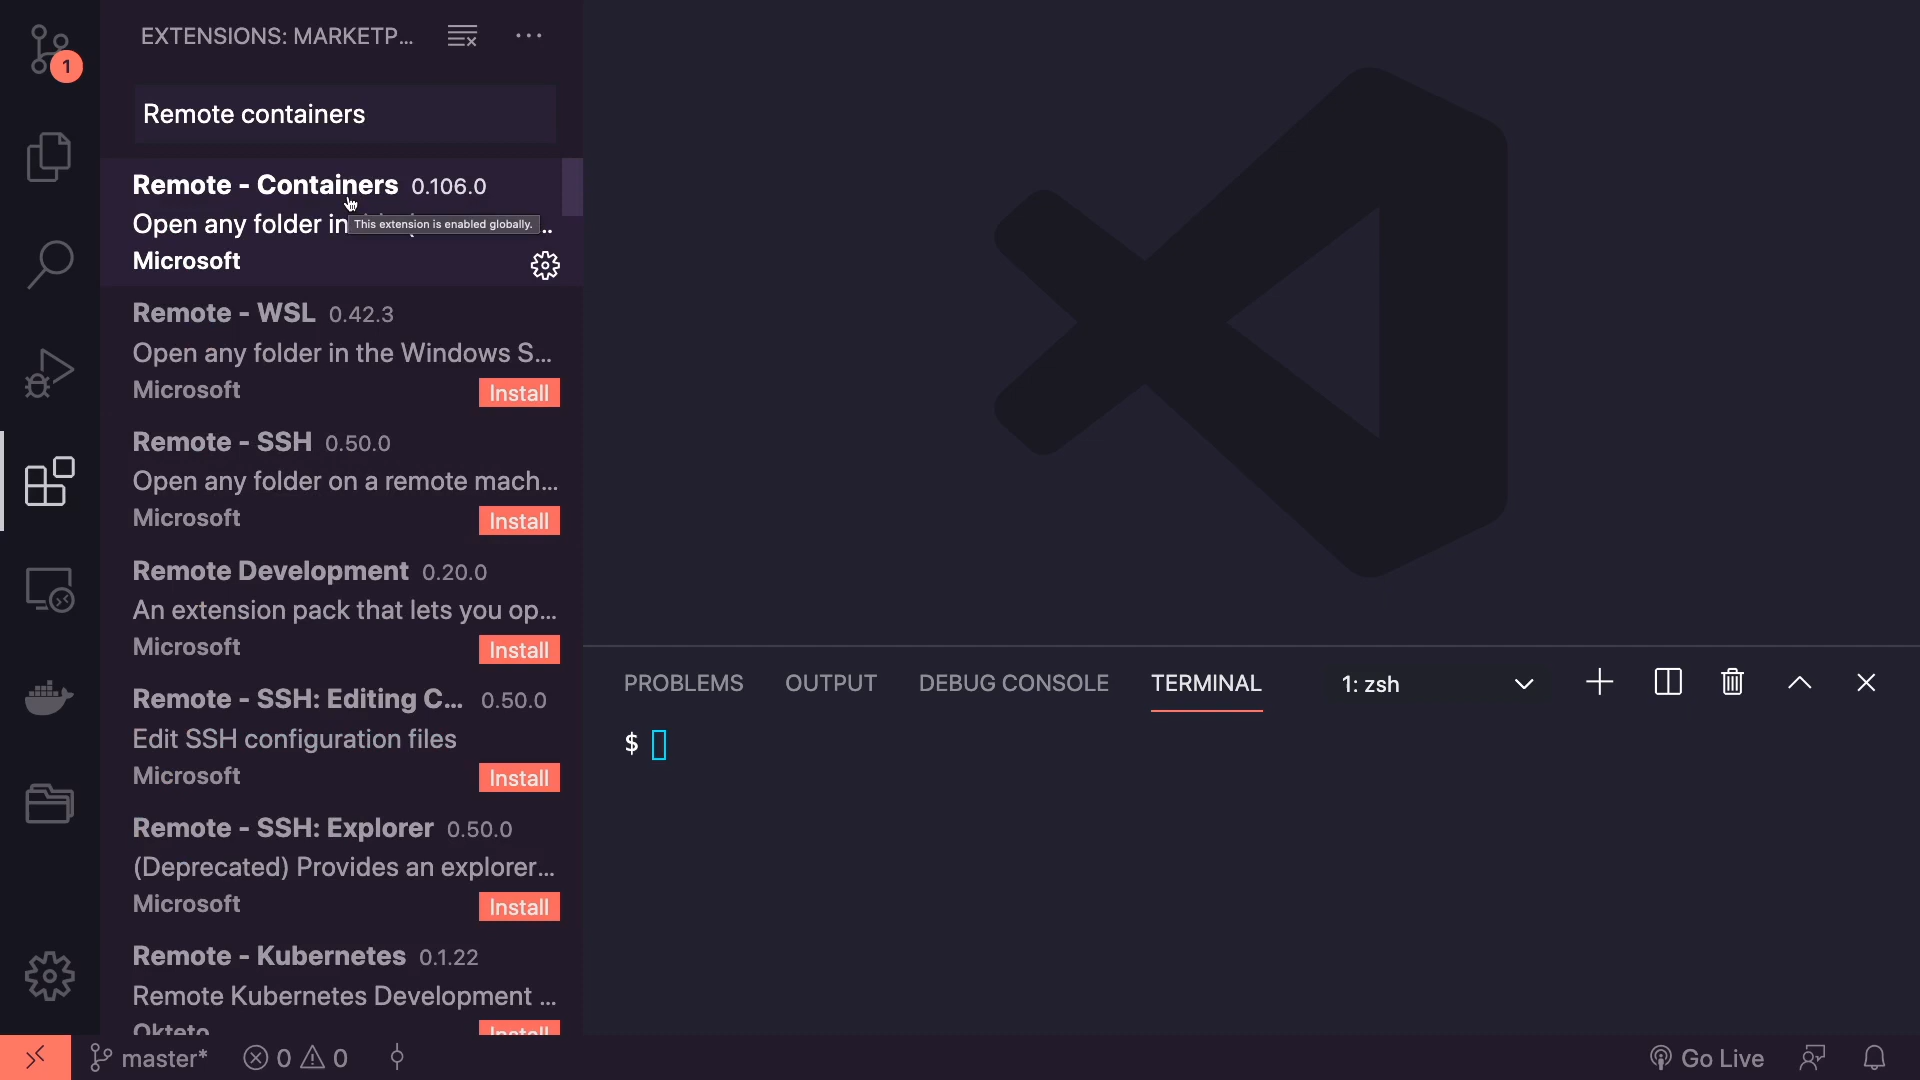 EXTENSIONS: MARKETP...
1
Remote containers
Remote - Containers 0.106.0
Open any folder in
This extension is enabled globally.
..
Microsoft
Remote - WSL 0.42.3
Open any folder in the Windows S...
Microsoft
Install
Remote - SSH 0.50.0
Open any folder on a remote mach...
Microsoft
Install
Remote Development 0.20.0
An extension pack that lets you op...
Microsoft
Install
Remote - SSH: Editing C... 0.50.0
Edit SSH configuration files
Microsoft
Install
Remote - SSH: Explorer 0.50.0
(Deprecated) Provides an explorer...
Microsoft
Install
Remote - Kubernetes 0.1.22
Remote Kubernetes Development ...
Okteto
Install
PROBLEMS OUTPUT DEBUG CONSOLE TERMINAL 1: zsh
$
master* 0 0 Go Live